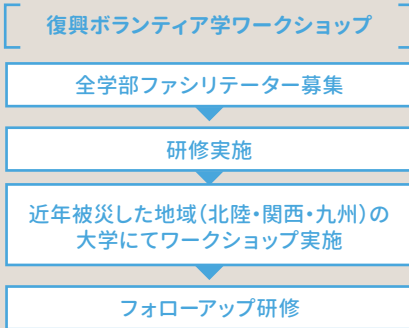 復興ボランティア学ワークショップ
全学部ファシリテーター募集
研修実施
近年被災した地域(北陸・関西・九州)の
大学にてワークショップ実施
フォローアップ研修